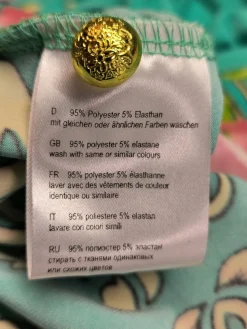 D 95% Polyester 5% Elasthan
mit gleichen oder ähnlichen Farben waschen
GB 95% polyester 5% elastane
wash with same or similar colours
FR 95% polyester 5% élasthanne
laver avec des vêtements de couleur
identique ou similaire
IT 95% poliestere 5% elastan
lavare con colori simili
RU 95% полиэстер 5% эластан
стирать с тканями одинаковых
или схожих цветов